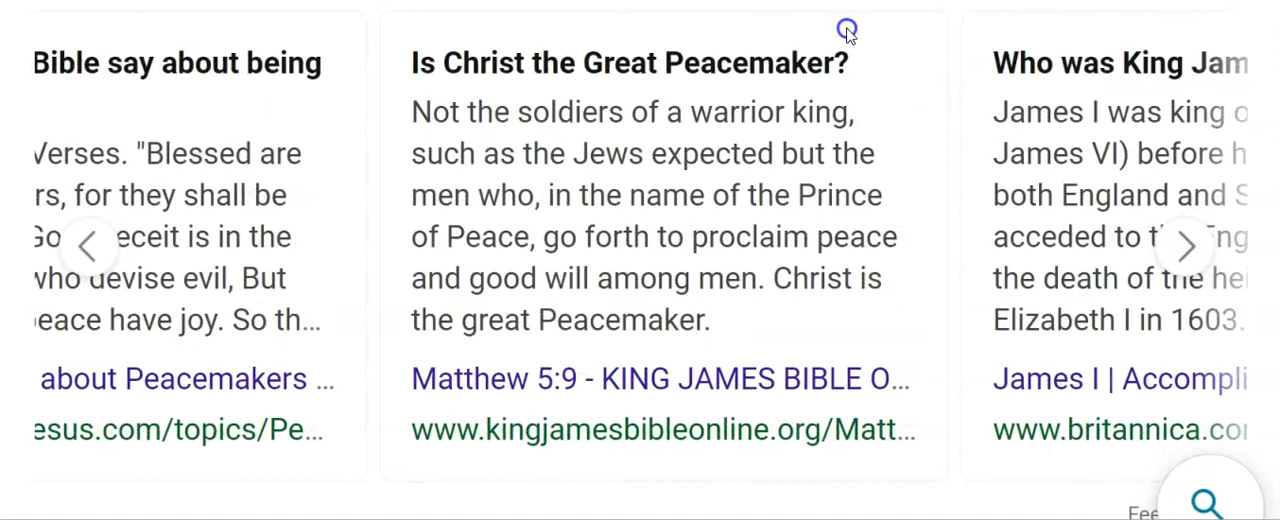 Bible say about being
Verses. "Blessed are
rs, for they shall be
eceit is in the
who devise evil, But
eace have joy. So th...
about Peacemakers ...
esus.com/topics/Pe...
Is Christ the Great Peacemaker?
Not the soldiers of a warrior king,
such as the Jews expected but the
men who, in the name of the Prince
of Peace, go forth to proclaim peace
and good will among men. Christ is
the great Peacemaker.
Matthew 5:9 - KING JAMES BIBLE O...
www.kingjamesbibleonline.org/Matt...
Who was King Jam
James I was king o
James VI) before h
both England and S
acceded to t Eng
the death of the he
Elizabeth I in 1603.
James I | Accompli
www.britannica.co
Fee